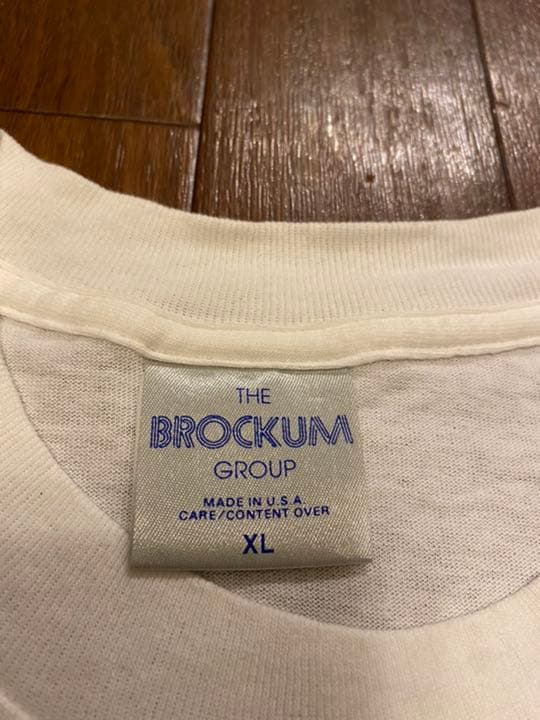 THE
BROCKUM
GROUP
MADE IN U.S.A.
CARE/CONTENT OVER
XL